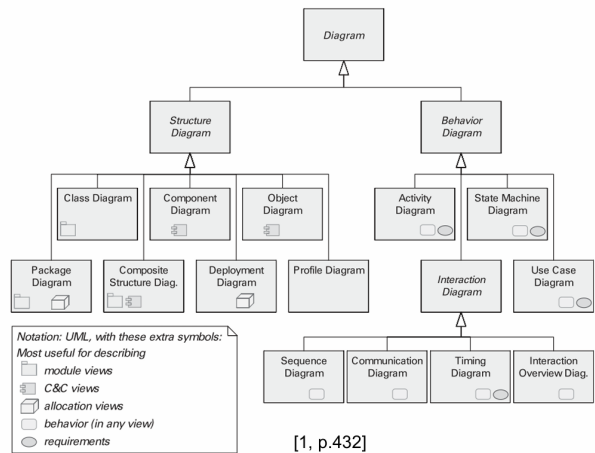 Diagram
Structure
Diagram
Behavior
Diagram
Class Diagram
Component
Diagram
Object
Diagram
Activity
Diagram
State Machine
Diagram
Package
Diagram
Composite
Structure Diag.
Deployment
Diagram
Profile Diagram
Interaction
Diagram
Use Case
Diagram
Sequence
Diagram
Communication
Diagram
Timing
Diagram
Interaction
Overview Diag.
Notation: UML, with these extra symbols:
Most useful for describing
module views
C&C views
allocation views
behavior (in any view)
requirements
[1, p.432]